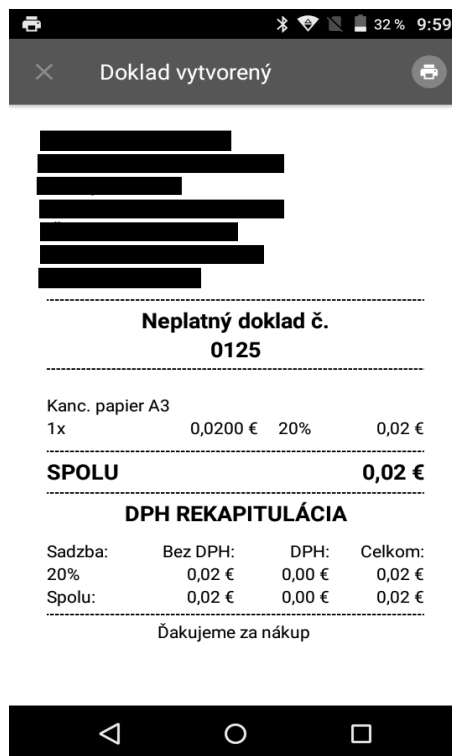 32 % 9:59
Doklad vytvorený
Neplatný doklad č.
0125
Kanc. papier A3
1x 0,0200 € 20% 0,02 €
SPOLU 0,02 €
DPH REKAPITULÁCIA
Sadzba: Bez DPH: DPH: Celkom:
20% 0,02 € 0,00 € 0,02 €
Spolu: 0,02 € 0,00 € 0,02 €
Ďakujeme za nákup